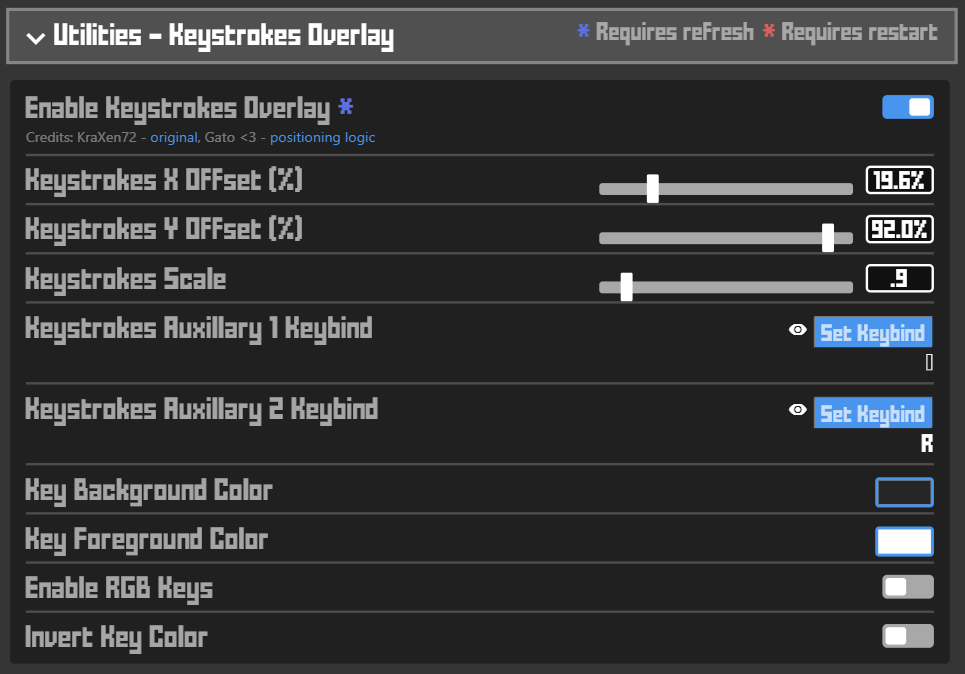 Utilities - Keystrokes Overlay * Requires refresh * Requires restart
Enable Keystrokes Overlay *
Credits: KraXen72 - original, Gato <3 - positioning logic
Keystrokes X Offset (%) 19.6%
Keystrokes Y Offset (%) 92.0%
Keystrokes Scale .9
Keystrokes Auxillary 1 Keybind Set Keybind
Keystrokes Auxillary 2 Keybind Set Keybind
R
Key Background Color
Key Foreground Color
Enable RGB Keys
Invert Key Color